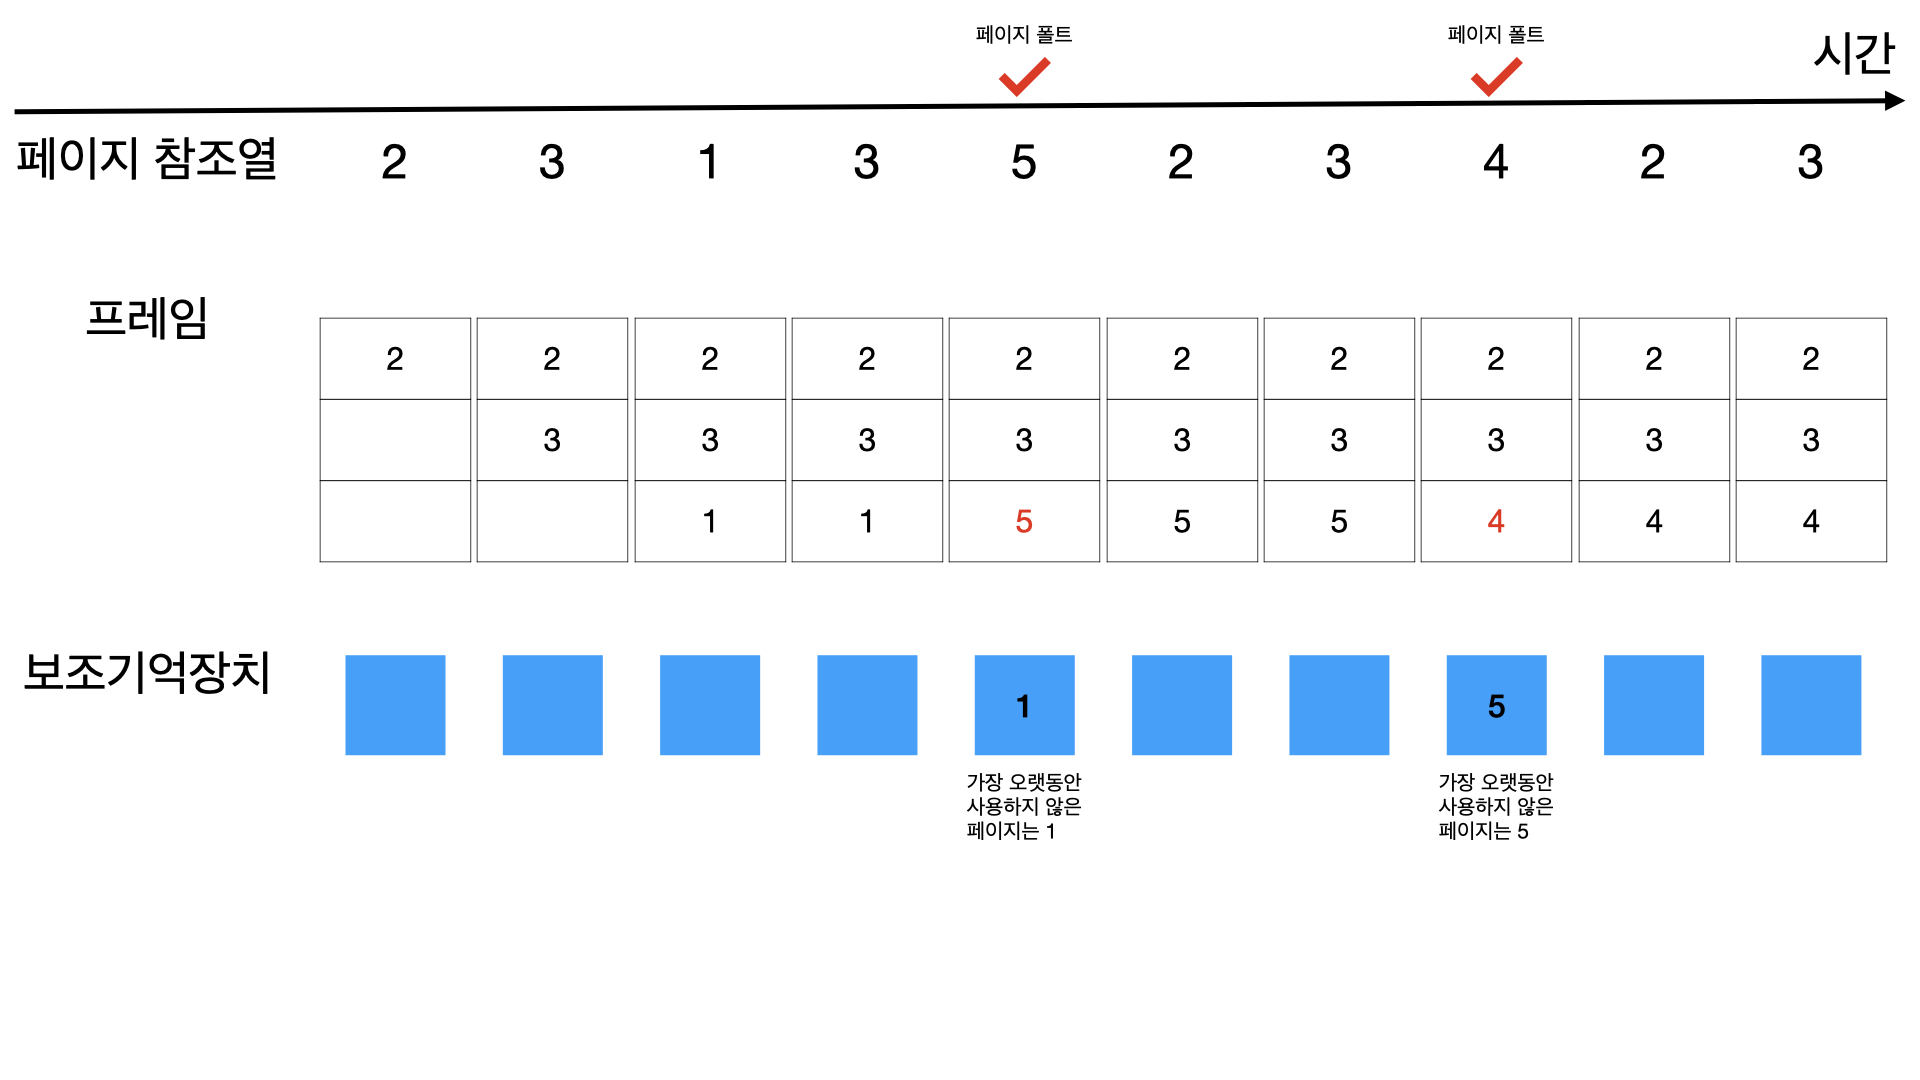 페이지 폴트 페이지 폴트
시간
페이지 참조열 2 3 1 3 5 2 3 4 2 3
프레임
2 2 2 2 2 2 2 2 2 2
3 3 3 3 3 3 3 3 3
1 1 5 5 5 4 4 4
보조기억장치
1 5
가장 오랫동안
사용하지 않은
페이지는 1
가장 오랫동안
사용하지 않은
페이지는 5